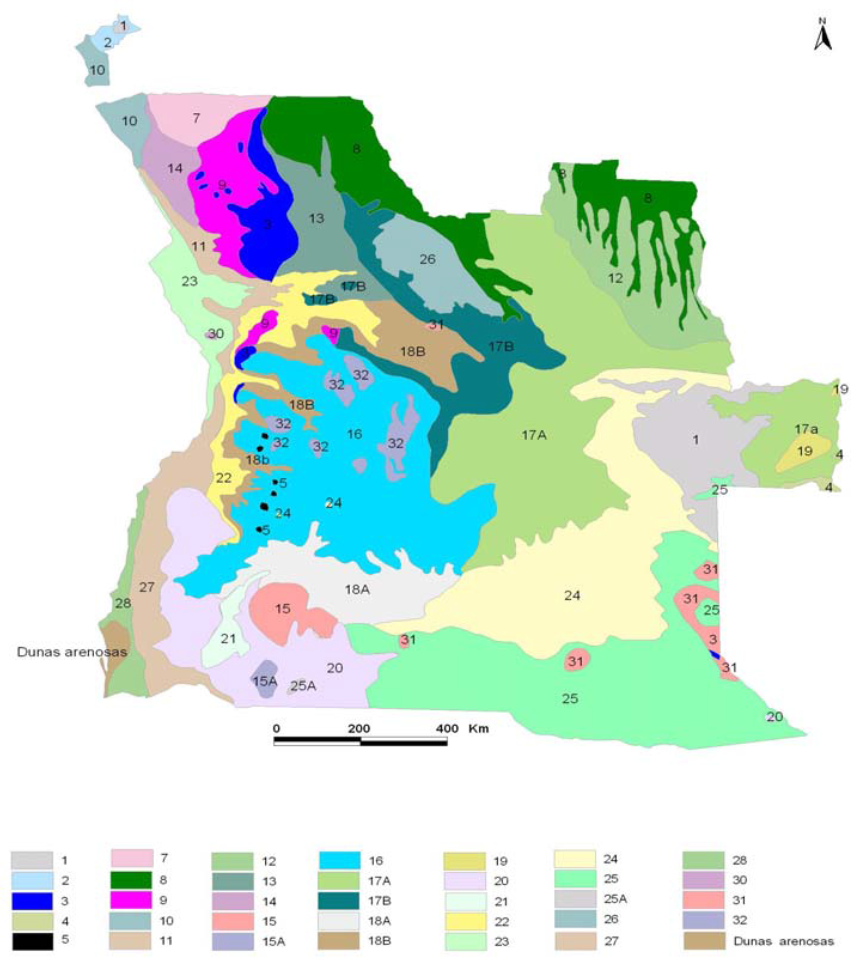 N
1
2
10
10
7
8
14
9
3
13
11
23
8
8
12
26
17B
17B
31
9
9
30
18B
17B
32
32
18B
16
32
32
32
32
17A
18b
22
5
24
24
5
1
19
17a
19
4
4
25
18A
24
27
28
15
21
31
31
25
3
31
31
31
Dunas arenosas
20
15A
25A
25
20
0 200 400 Km
1 7 12 16 19 24 28
2 8 13 17A 20 25 30
3 9 14 17B 21 25A 31
4 10 15 18A 22 26 32
5 11 15A 18B 23 27 Dunas arenosas